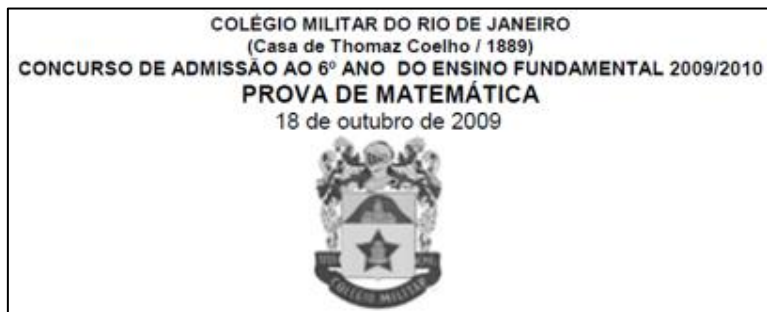 COLÉGIO MILITAR DO RIO DE JANEIRO
(Casa de Thomaz Coelho / 1889)
CONCURSO DE ADMISSÃO AO 6º ANO DO ENSINO FUNDAMENTAL 2009/2010
PROVA DE MATEMÁTICA
18 de outubro de 2009
COLÉGIO MILITAR